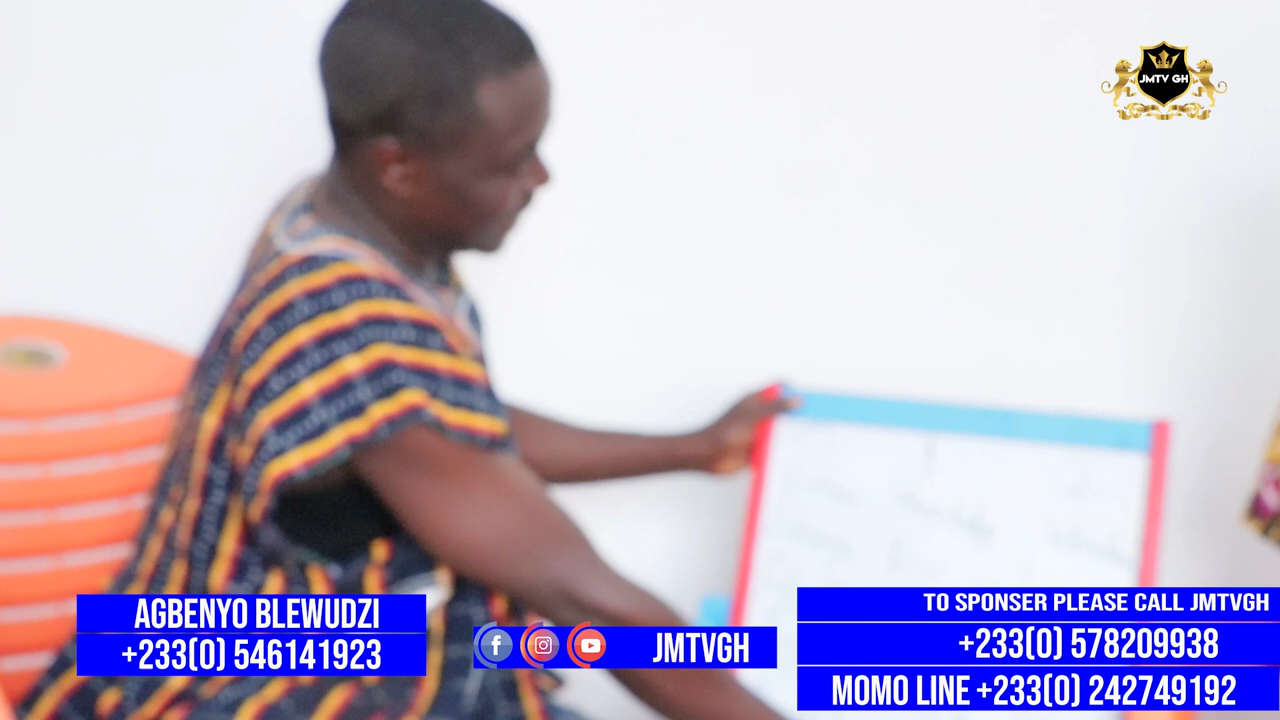 JMTV GH
AGBENYO BLEWUDZI
+233(0) 546141923
JMTVGH
TO SPONSER PLEASE CALL JMTVGH
+233(0) 578209938
MOMO LINE +233(0) 242749192